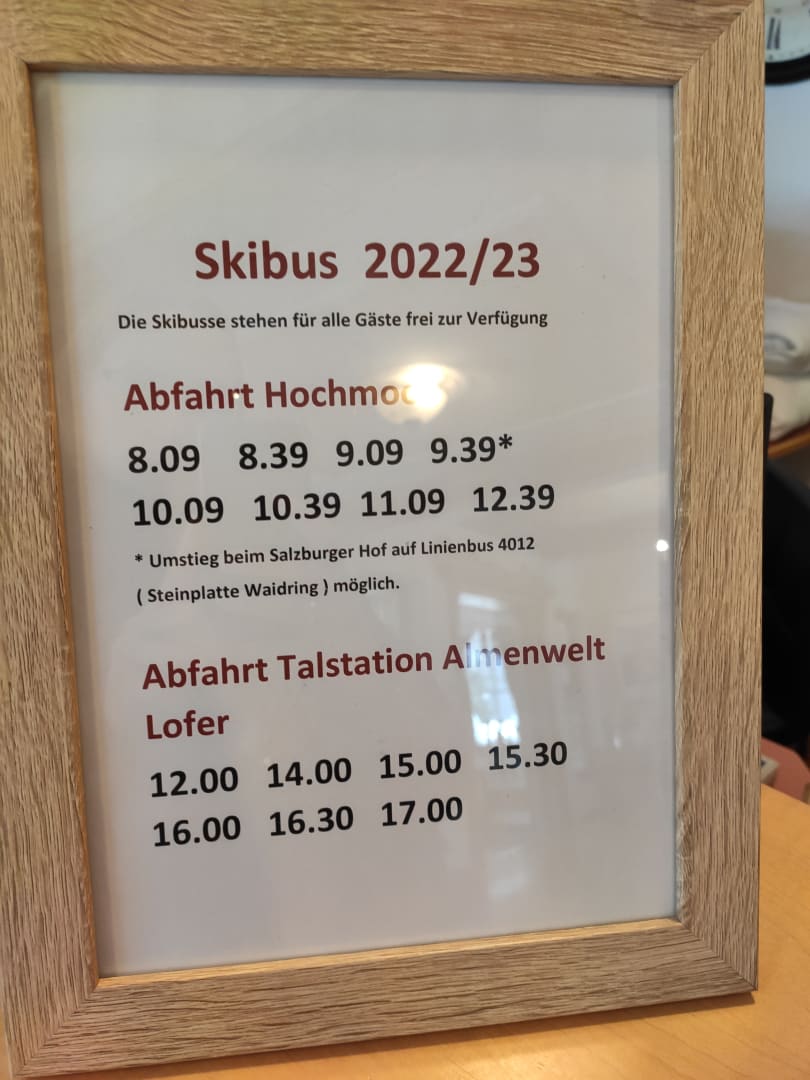 Skibus 2022/23
Die Skibusse stehen für alle Gäste frei zur Verfügung
Abfahrt
8.09 8.39 9.09 9.39*
10.09 10.39 11.09 12.39
* Umstieg beim Salzburger Hof auf Linienbus 4012
( Steinplatte Waidring ) möglich.
Abfahrt Talstation Almenwelt
Lofer
12.00 14.00 15.00 15.30
16.00 16.30 17.00